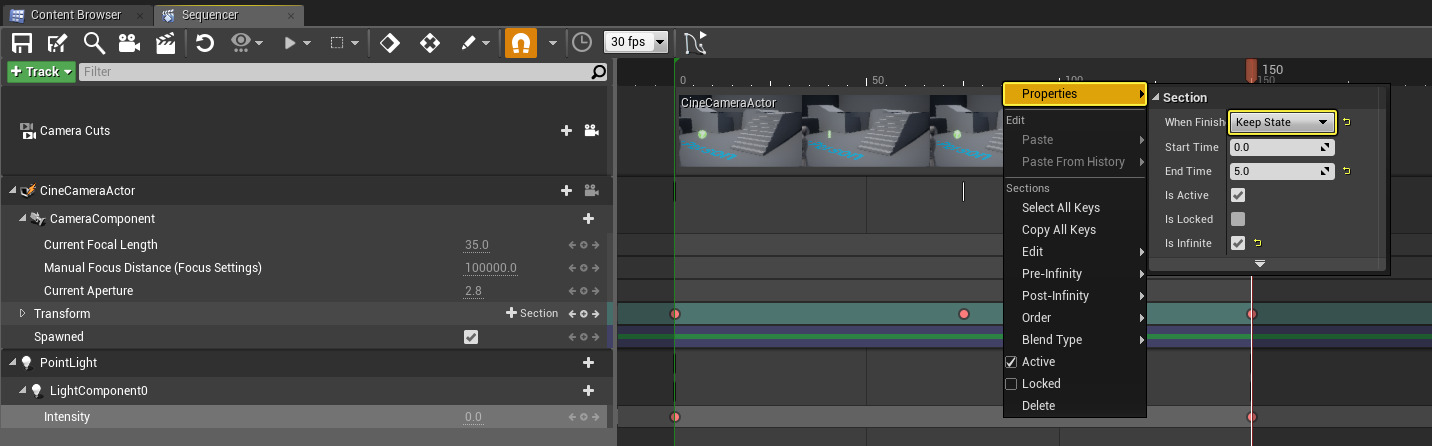 Content Browser
Sequencer
30 fps
Track
Filter
0
50
100
150
150
CineCameraActor
Camera Cuts
CineCameraActor
CameraComponent
Current Focal Length 35.0
Manual Focus Distance (Focus Settings) 100000.0
Current Aperture 2.8
Transform Section
Spawned
PointLight
LightComponent0
Intensity 0.0
Properties
Edit
Paste
Paste From History
Sections
Select All Keys
Copy All Keys
Edit
Pre-Infinity
Post-Infinity
Order
Blend Type
Active
Locked
Delete
Section
When Finish Keep State
Start Time 0.0
End Time 5.0
Is Active
Is Locked
Is Infinite